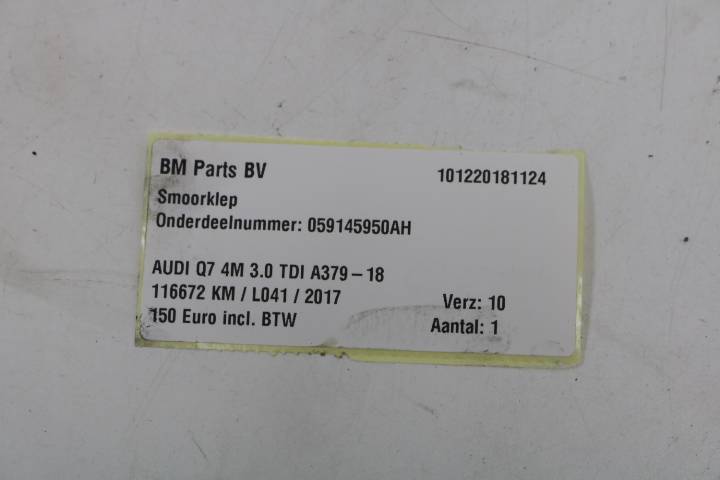 BM Parts BV 101220181124
Smoorklep
Onderdeelnummer: 059145950AH
AUDI Q7 4M 3.0 TDI A379-18
116672 KM / L041 / 2017 Verz: 10
150 Euro incl. BTW Aantal: 1